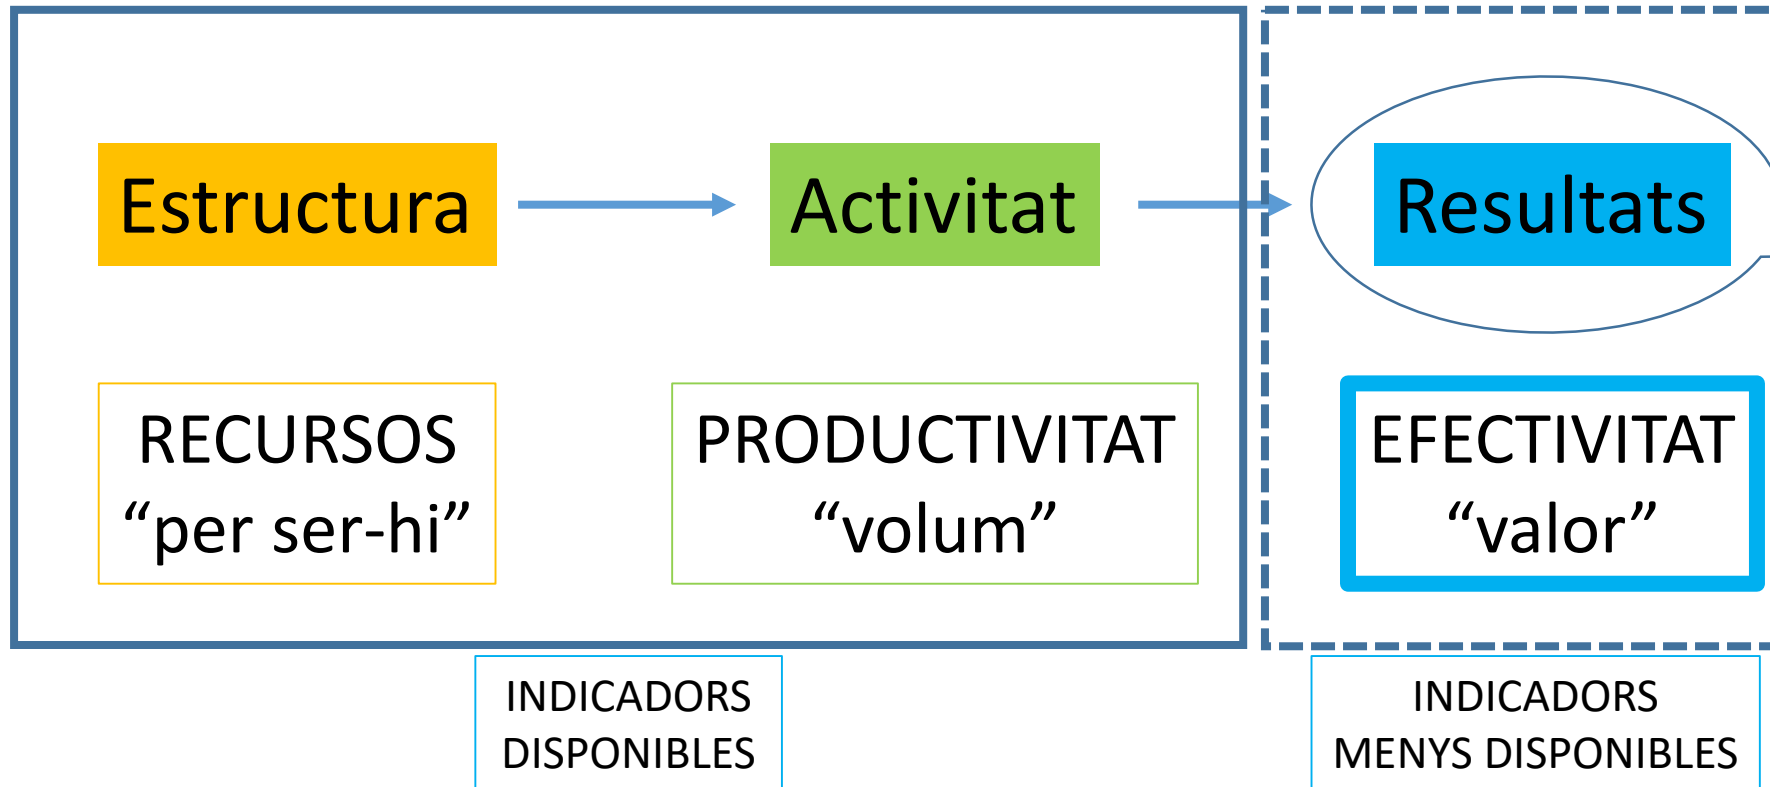 Estructura
Activitat
Resultats
RECURSOS
“per ser-hi”
PRODUCTIVITAT
“volum”
EFECTIVITAT
“valor”
INDICADORS
DISPONIBLES
INDICADORS
MENYS DISPONIBLES